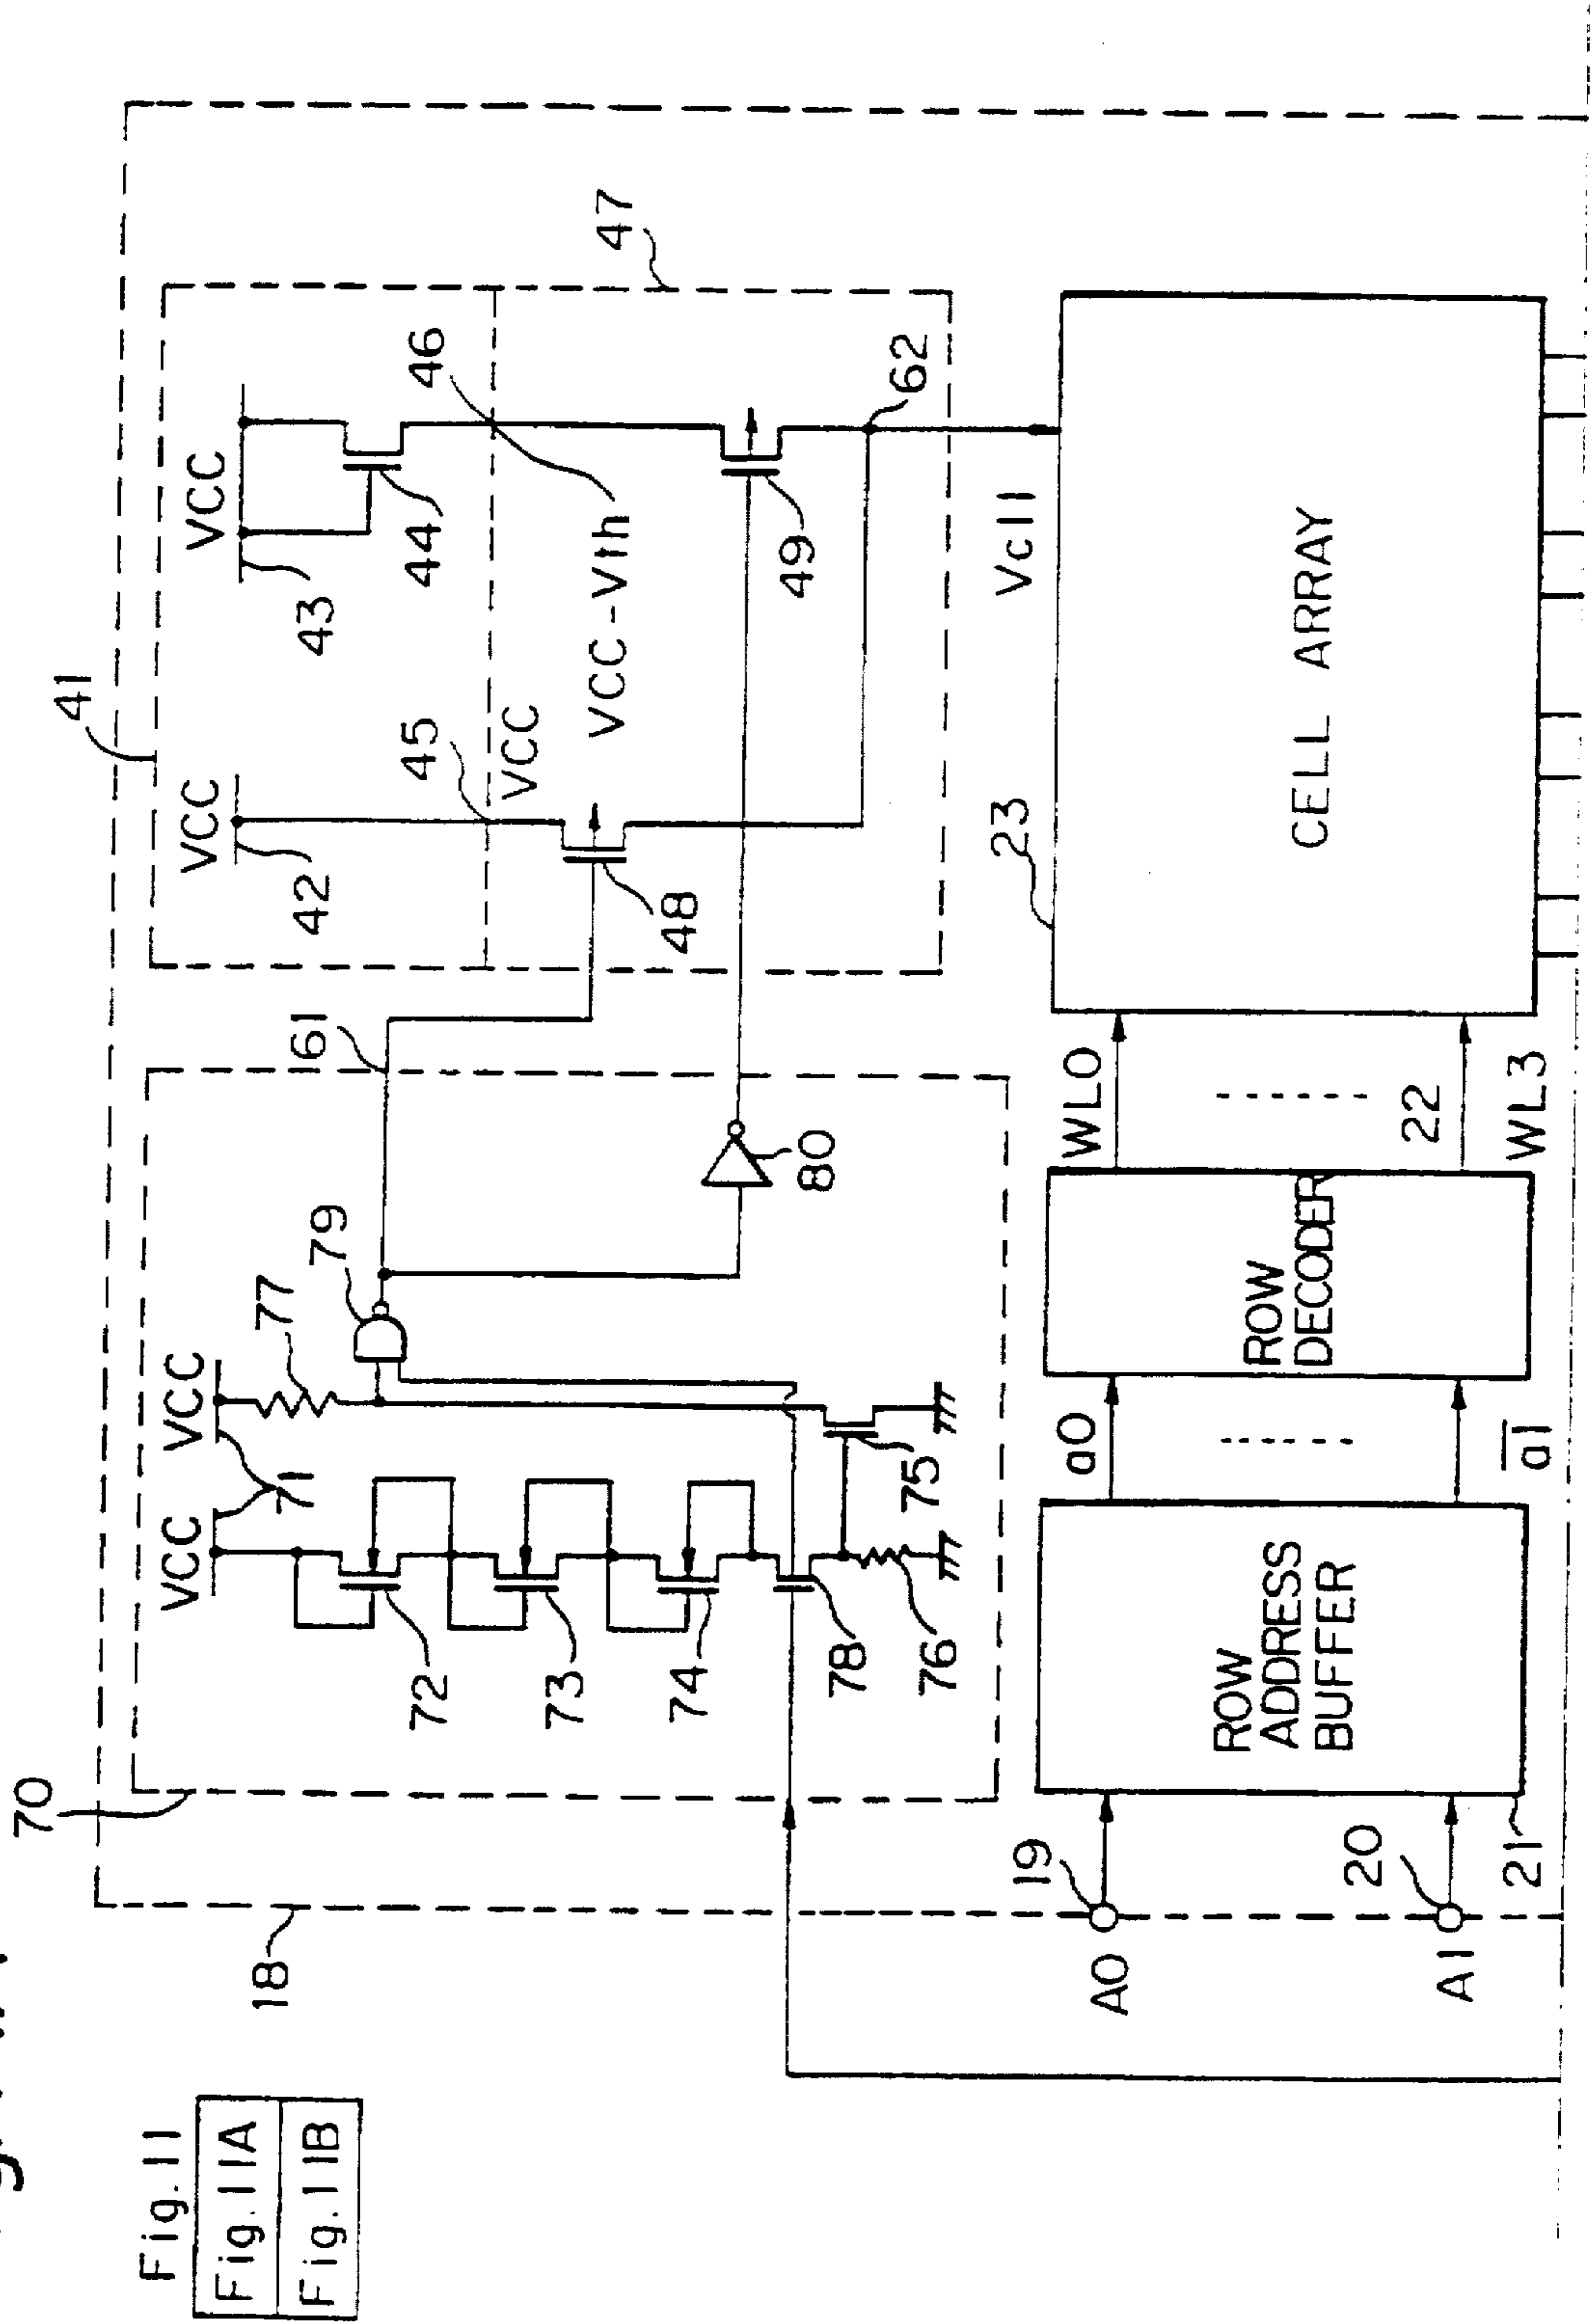 Fig. 11
Fig. 11A
Fig. 11B
70
18
41
VCC
VCC
71
77
79
161
72
73
74
78
76
75
80
VCC
VCC
42
43
44
45
46
VCC
VCC-Vth
47
48
49
62
Vc11
A0
A1
19
20
21
ROW
ADDRESS
BUFFER
a0
a1
ROW
DECODER
WL0
22
WL3
23
CELL ARRAY